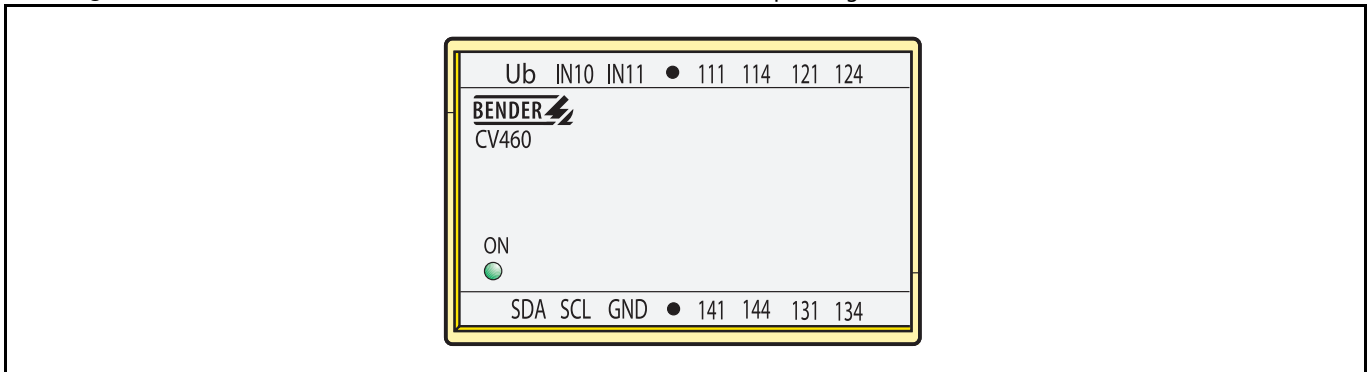 Ub IN10 IN11 ● 111 114 121 124
BENDER
CV460
ON
SDA SCL GND ● 141 144 131 134